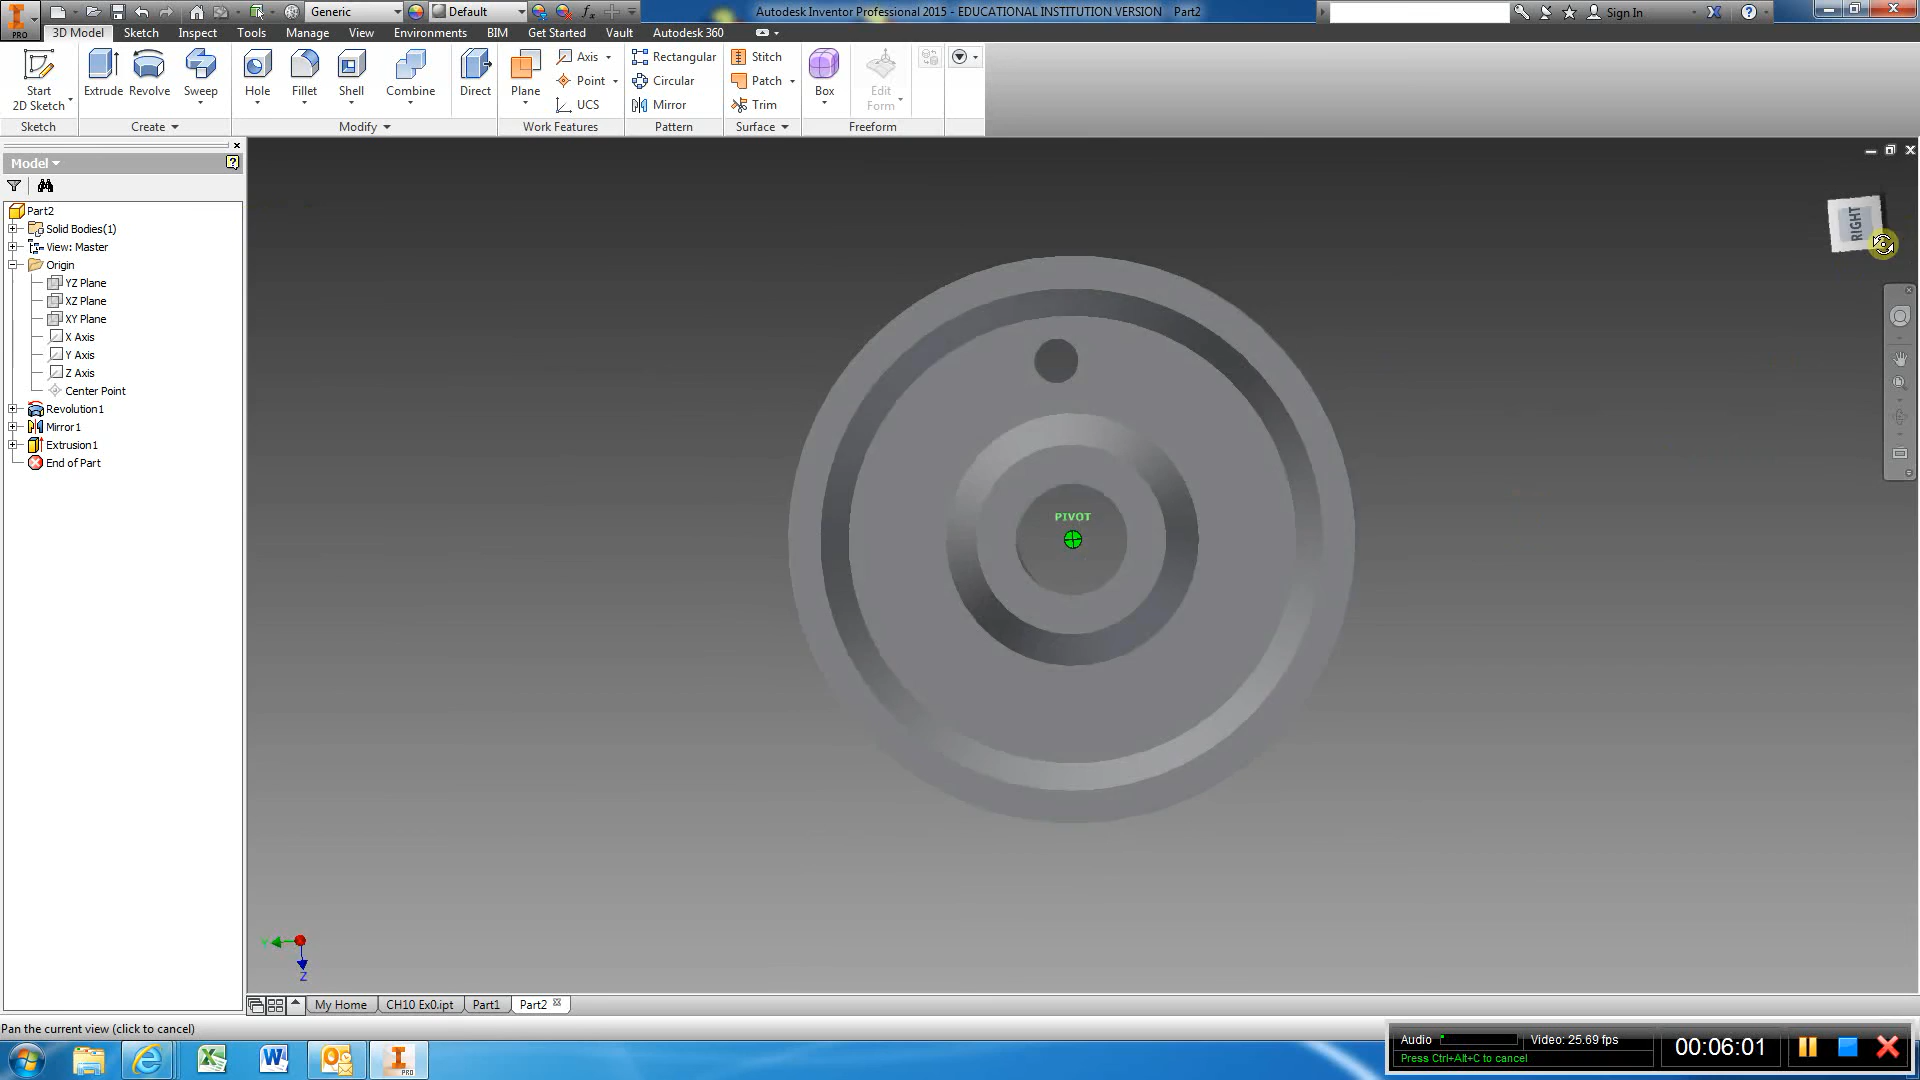 Generic
Default
Autodesk Inventor Professional 2015 - EDUCATIONAL INSTITUTION VERSION Part2
Sign In
PRO
3D Model Sketch Inspect Tools Manage View Environments BIM Get Started Vault Autodesk 360
Start
2D Sketch
Extrude
Revolve
Sweep
Hole
Fillet
Shell
Combine
Direct
Plane
Axis
Point
UCS
Rectangular
Circular
Mirror
Stitch
Patch
Trim
Box
Edit
Form
Sketch
Create
Modify
Work Features
Pattern
Surface
Freeform
Model
Part2
Solid Bodies(1)
View: Master
Origin
YZ Plane
XZ Plane
XY Plane
X Axis
Y Axis
Z Axis
Center Point
Revolution1
Mirror1
Extrusion1
End of Part
RIGHT
PIVOT
Y
Z
My Home
CH10 Ex0.ipt
Part1
Part2
Pan the current view (click to cancel)
PRO
Audio
Video: 25.69 fps
Press Ctrl+Alt+C to cancel
00:06:01